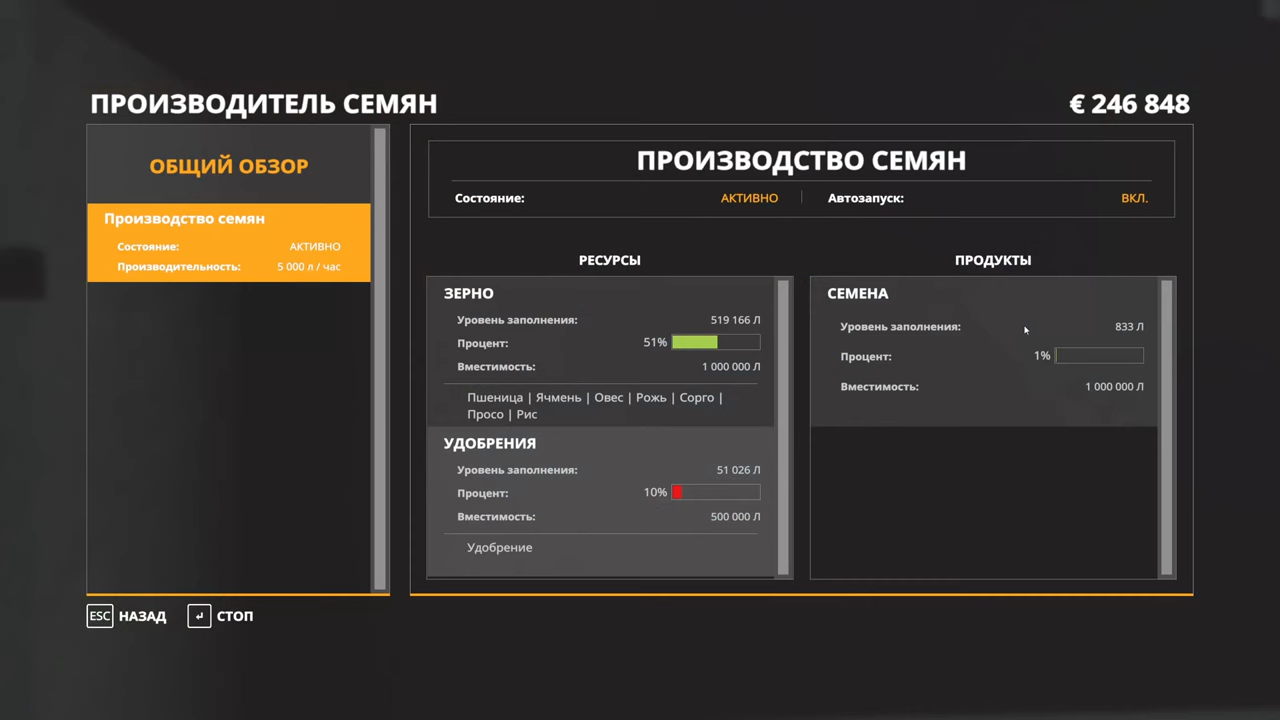 ПРОИЗВОДИТЕЛЬ СЕМЯН
€ 246 848
ОБЩИЙ ОБЗОР
Производство семян
Состояние: АКТИВНО
Производительность: 5 000 л / час
ПРОИЗВОДСТВО СЕМЯН
Состояние: АКТИВНО
Автозапуск: ВКЛ.
РЕСУРСЫ
ЗЕРНО
Уровень заполнения: 519 166 Л
Процент: 51%
Вместимость: 1 000 000 Л
Пшеница | Ячмень | Овес | Рожь | Сорго |
Просо | Рис
УДОБРЕНИЯ
Уровень заполнения: 51 026 Л
Процент: 10%
Вместимость: 500 000 Л
Удобрение
ПРОДУКТЫ
СЕМЕНА
Уровень заполнения: 833 Л
Процент: 1%
Вместимость: 1 000 000 Л
ESC НАЗАД ↵ СТОП